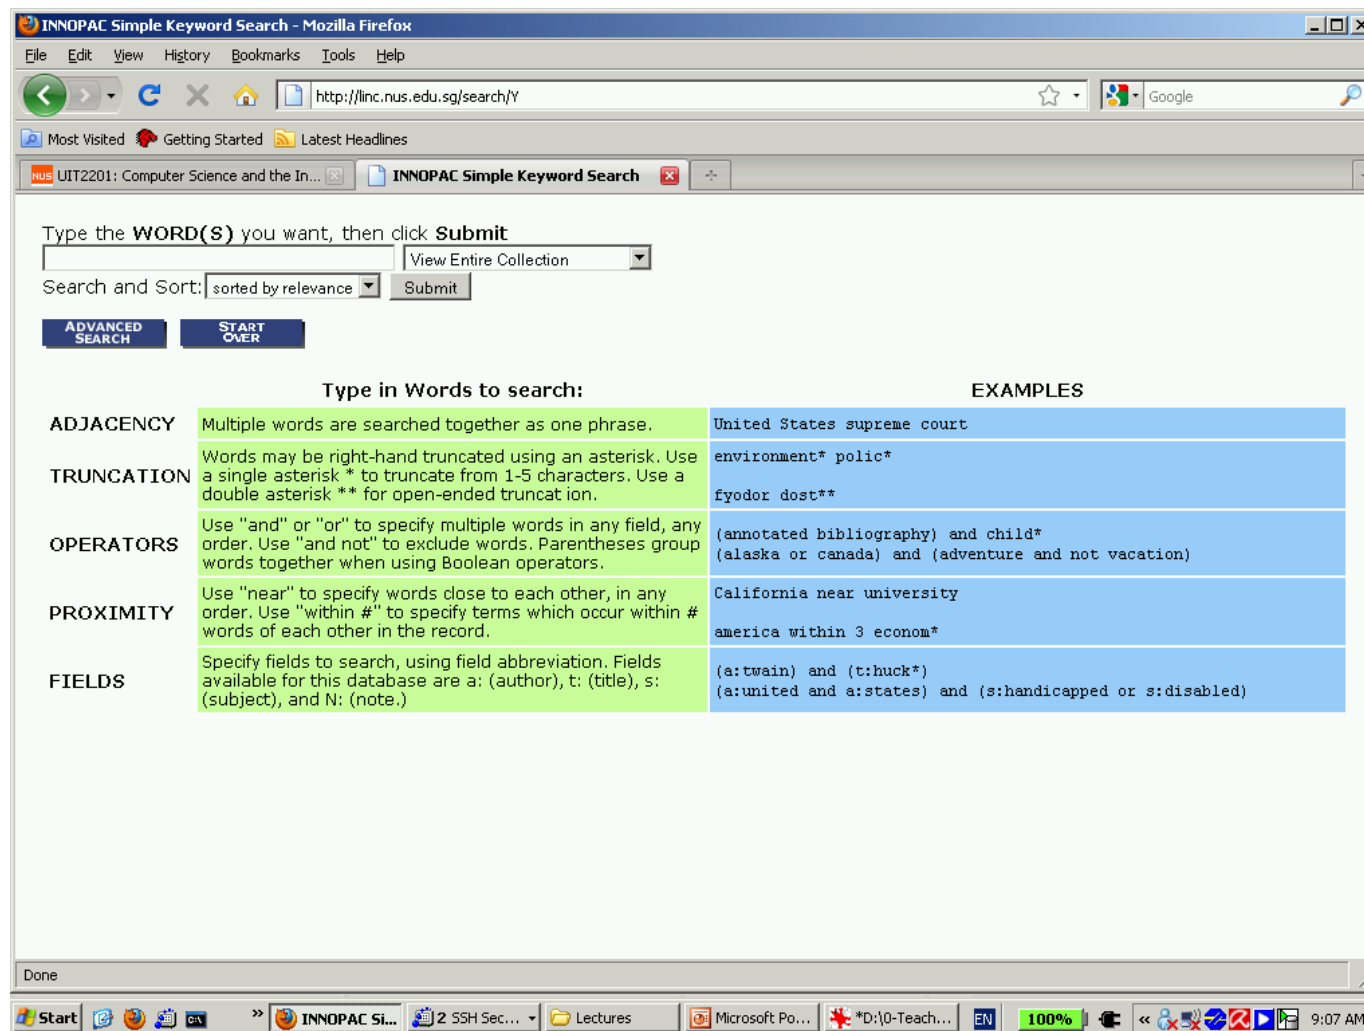 INNOPAC Simple Keyword Search - Mozilla Firefox
File Edit View History Bookmarks Tools Help
http://linc.nus.edu.sg/search/Y
Google
Most Visited Getting Started Latest Headlines
NUS UIT2201: Computer Science and the In... INNOPAC Simple Keyword Search
Type the WORD(S) you want, then click Submit
View Entire Collection
Search and Sort: sorted by relevance Submit
ADVANCED SEARCH START OVER
Type in Words to search: EXAMPLES
ADJACENCY Multiple words are searched together as one phrase. United States supreme court
TRUNCATION
Words may be right-hand truncated using an asterisk. Use
a single asterisk * to truncate from 1-5 characters. Use a
double asterisk ** for open-ended truncat ion.
environment* polic*
fyodor dost**
OPERATORS
Use "and" or "or" to specify multiple words in any field, any
order. Use "and not" to exclude words. Parentheses group
words together when using Boolean operators.
(annotated bibliography) and child*
(alaska or canada) and (adventure and not vacation)
PROXIMITY
Use "near" to specify words close to each other, in any
order. Use "within #" to specify terms which occur within #
words of each other in the record.
California near university
america within 3 econom*
FIELDS
Specify fields to search, using field abbreviation. Fields
available for this database are a: (author), t: (title), s:
(subject), and N: (note.)
(a:twain) and (t:huck*)
(a:united and a:states) and (s:handicapped or s:disabled)
Done
Start » INNOPAC Si... 2 SSH Sec... Lectures Microsoft Po... *D:\0-Teach... EN 100% « 9:07 AM